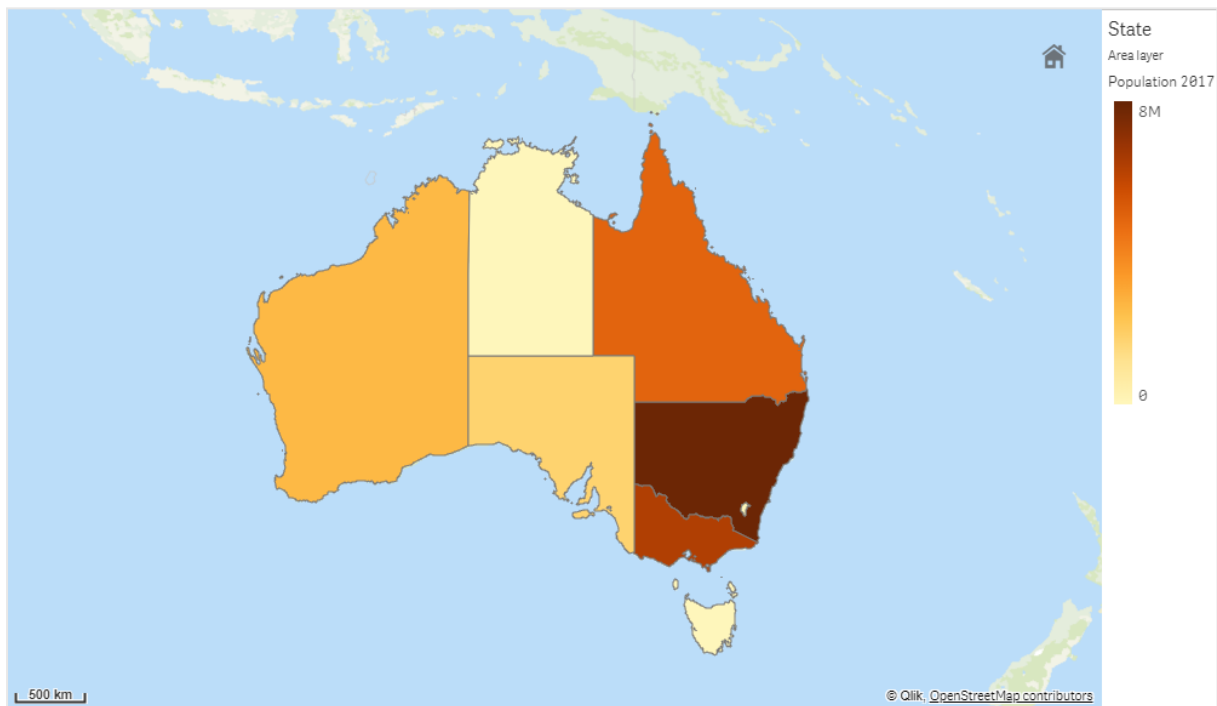 State
Area layer
Population 2017
8M
0
500 km
© Qlik, OpenStreetMap contributors